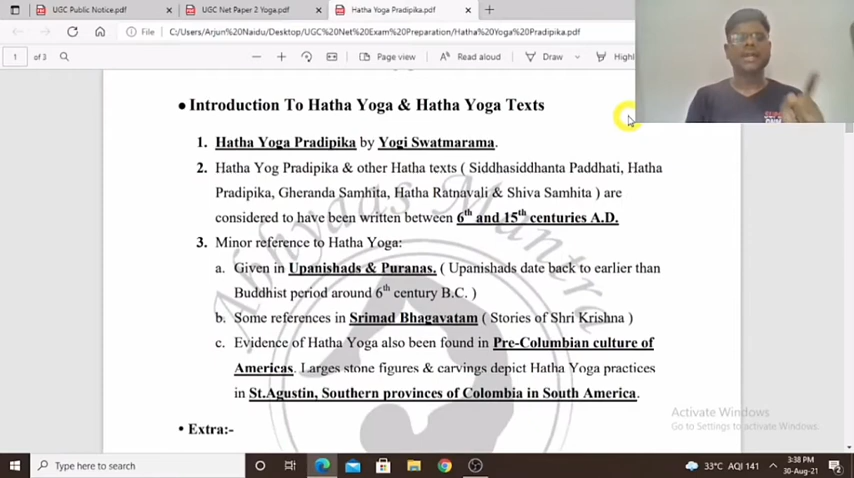 UGC Public Notice.pdf
UGC Net Paper 2 Yoga.pdf
Hatha Yoga Pradipika.pdf
File C:/Users/Arjun%20Naidu/Desktop/UGC%20Net%20Exam%20Preparation/Hatha%20Yoga%20Pradipika.pdf
1 of 3 Page view Read aloud Draw Highl
• Introduction To Hatha Yoga & Hatha Yoga Texts
1. Hatha Yoga Pradipika by Yogi Swatmarama.
2. Hatha Yog Pradipika & other Hatha texts ( Siddhasiddhanta Paddhati, Hatha
Pradipika, Gheranda Samhita, Hatha Ratnavali & Shiva Samhita ) are
considered to have been written between 6th and 15th centuries A.D.
3. Minor reference to Hatha Yoga:
a. Given in Upanishads & Puranas. ( Upanishads date back to earlier than
Buddhist period around 6th century B.C. )
b. Some references in Srimad Bhagavatam ( Stories of Shri Krishna )
c. Evidence of Hatha Yoga also been found in Pre-Columbian culture of
Americas. Larges stone figures & carvings depict Hatha Yoga practices
in St.Agustin, Southern provinces of Colombia in South America.
• Extra:-
Abhyaas Mantra
Activate Windows
Go to Settings to activate Windows.
Type here to search
33°C AQI 141
3:38 PM
30-Aug-21
2